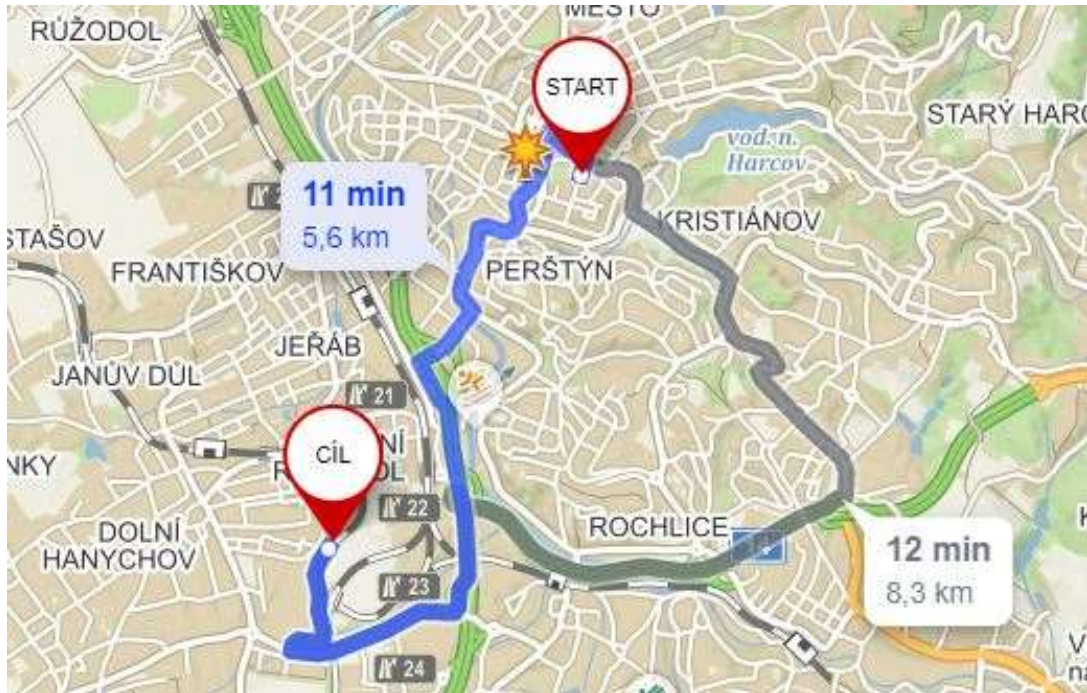 MĚSTO
RŮŽODOL
START
STARÝ HARC
vod. n.
Harcov
11 min
5,6 km
KRISTIÁNOV
STAŠOV
FRANTIŠKOV
PERŠTÝN
JEŘÁB
JANŮV DŮL
21
CÍL
NKY
22
ROCHLICE
DOLNÍ
HANYCHOV
12 min
8,3 km
23
24